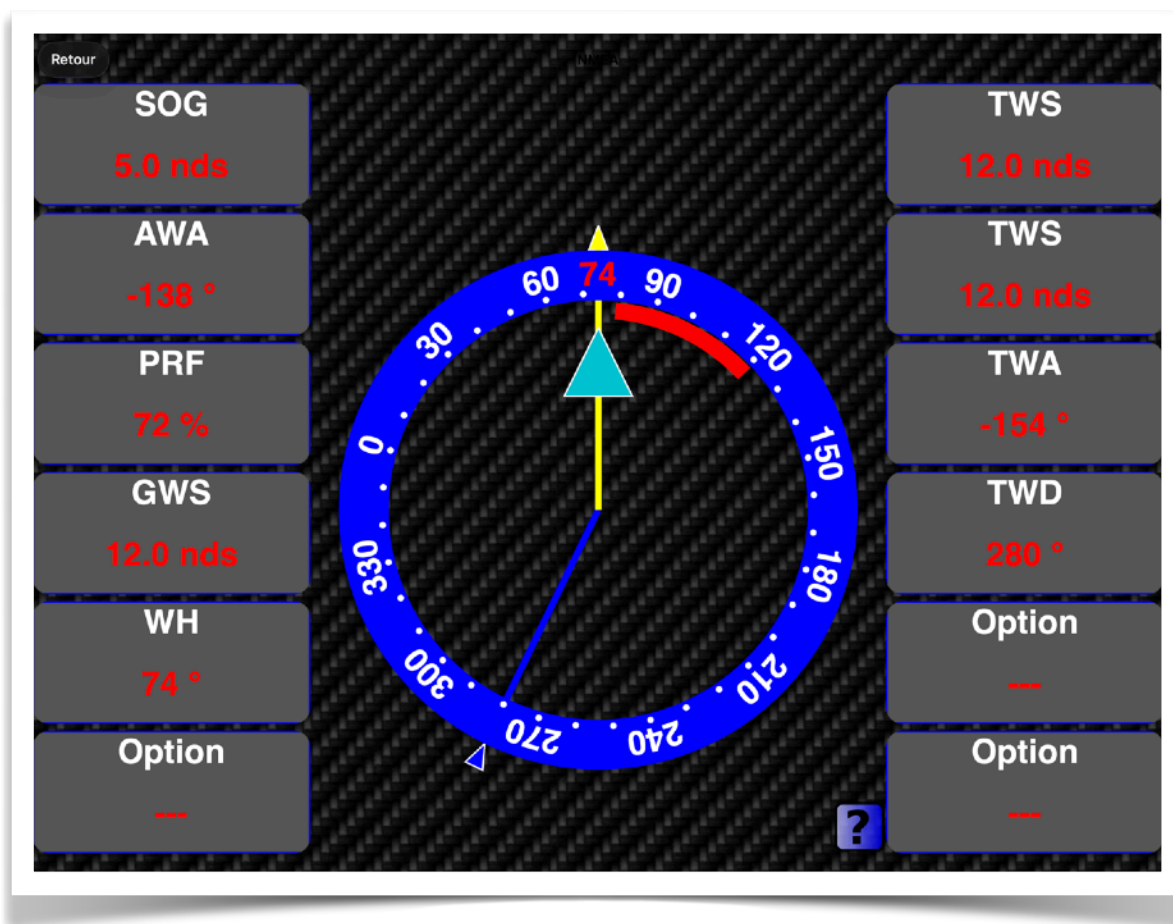 Retour
NMEA
SOG
5.0 nds
AWA
-138 °
PRF
72 %
GWS
12.0 nds
WH
74 °
Option
---
60
74
90
30
120
0
150
330
180
300
210
270
240
?
TWS
12.0 nds
TWS
12.0 nds
TWA
-154 °
TWD
280 °
Option
---
Option
---